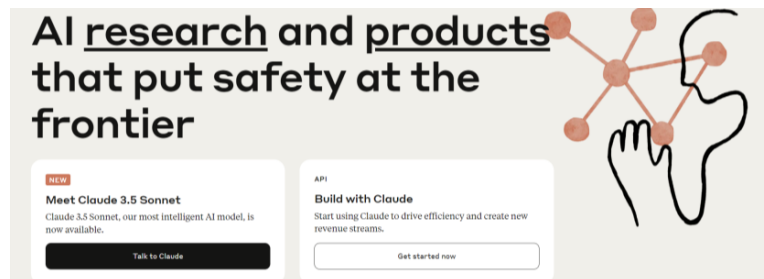 AI research and products
that put safety at the
frontier
NEW
Meet Claude 3.5 Sonnet
Claude 3.5 Sonnet, our most intelligent AI model, is
now available.
Talk to Claude
API
Build with Claude
Start using Claude to drive efficiency and create new
revenue streams.
Get started now